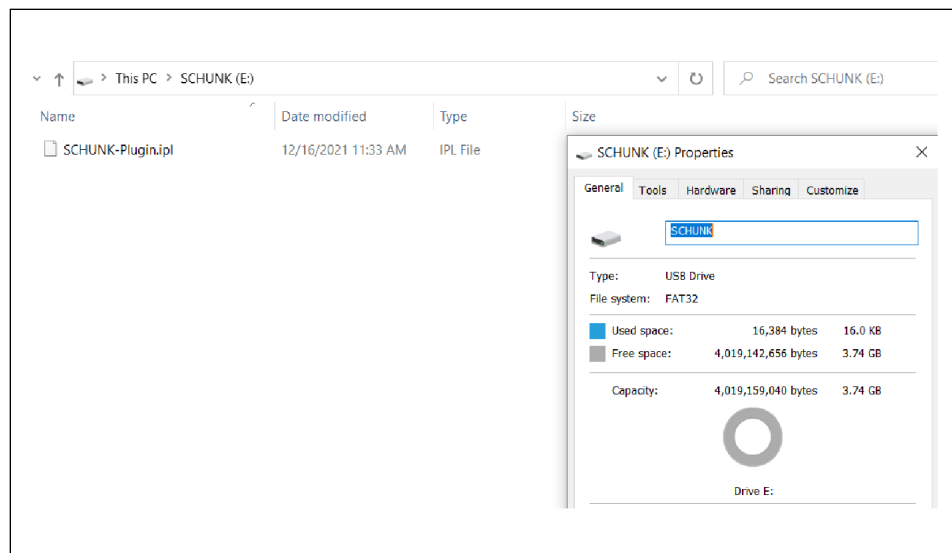 This PC > SCHUNK (E:)
Search SCHUNK (E:)
Name Date modified Type Size
SCHUNK-Plugin.ipl 12/16/2021 11:33 AM IPL File
SCHUNK (E:) Properties
General Tools Hardware Sharing Customize
SCHUNK
Type: USB Drive
File system: FAT32
Used space: 16,384 bytes 16.0 KB
Free space: 4,019,142,656 bytes 3.74 GB
Capacity: 4,019,159,040 bytes 3.74 GB
Drive E: